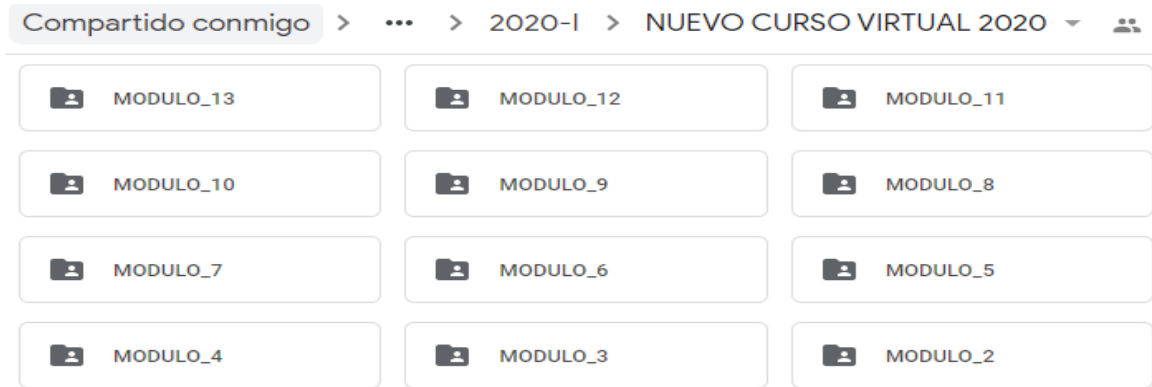 Compartido conmigo > ... > 2020-I > NUEVO CURSO VIRTUAL 2020
MODULO_13 MODULO_12 MODULO_11
MODULO_10 MODULO_9 MODULO_8
MODULO_7 MODULO_6 MODULO_5
MODULO_4 MODULO_3 MODULO_2